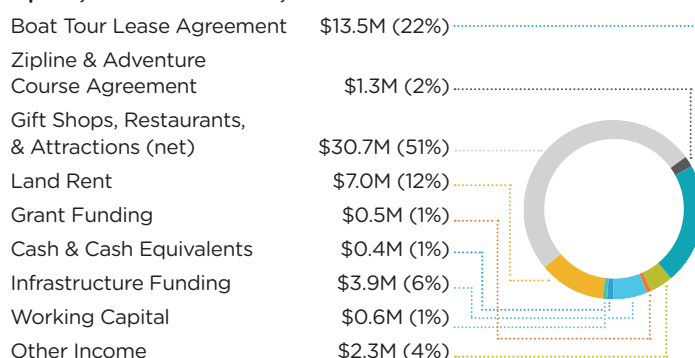 Boat Tour Lease Agreement $13.5M (22%)
Zipline & Adventure
Course Agreement $1.3M (2%)
Gift Shops, Restaurants,
& Attractions (net) $30.7M (51%)
Land Rent $7.0M (12%)
Grant Funding $0.5M (1%)
Cash & Cash Equivalents $0.4M (1%)
Infrastructure Funding $3.9M (6%)
Working Capital $0.6M (1%)
Other Income $2.3M (4%)